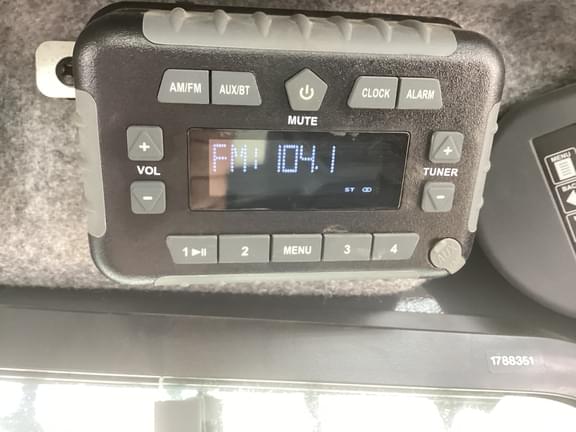 AM/FM AUX/BT CLOCK ALARM
MUTE
+ +
FM1 104.1
VOL TUNER
ST
- -
1 2 MENU 3 4
MENU
1788351